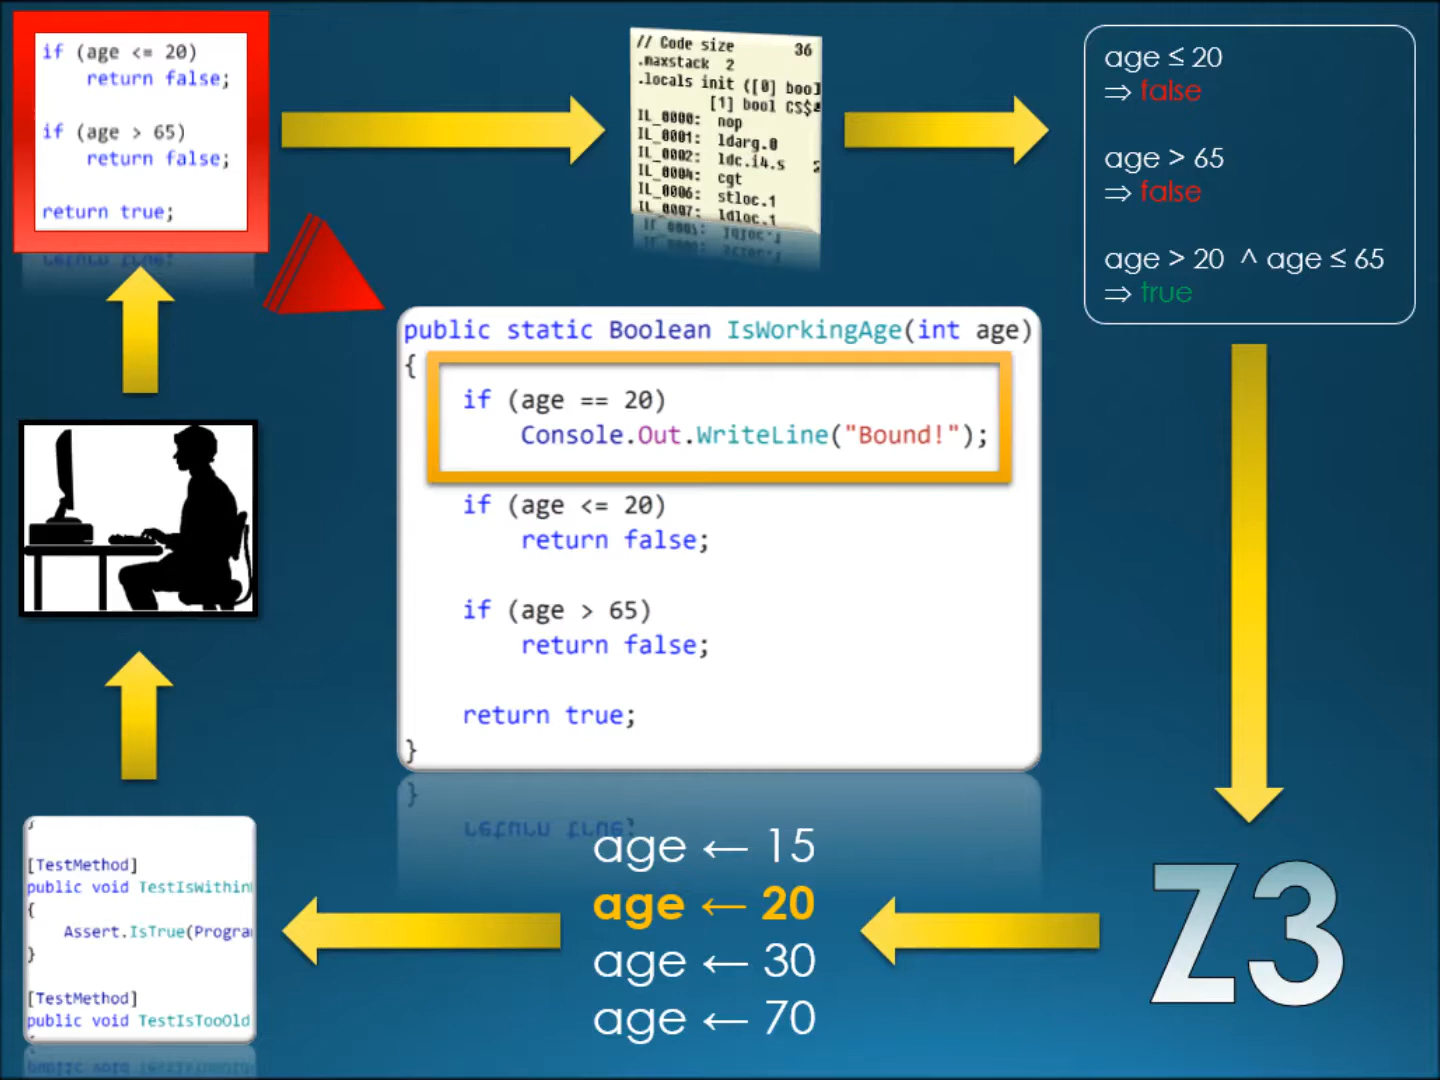 if (age <= 20)
return false;
if (age > 65)
return false;
return true;
// Code size 36
.maxstack 2
.locals init ([0] bool
[1] bool CS$4
IL_0000: nop
IL_0001: ldarg.0
IL_0002: ldc.i4.s 2
IL_0004: cgt
IL_0006: stloc.1
IL_0007: ldloc.1
age ≤ 20
⇒ false
age > 65
⇒ false
age > 20 ^ age ≤ 65
⇒ true
public static Boolean IsWorkingAge(int age)
{
if (age == 20)
Console.Out.WriteLine("Bound!");
if (age <= 20)
return false;
if (age > 65)
return false;
return true;
}
age ← 15
age ← 20
age ← 30
age ← 70
Z3
}
[TestMethod]
public void TestIsWithin
{
Assert.IsTrue(Progra
}
[TestMethod]
public void TestIsTooOld